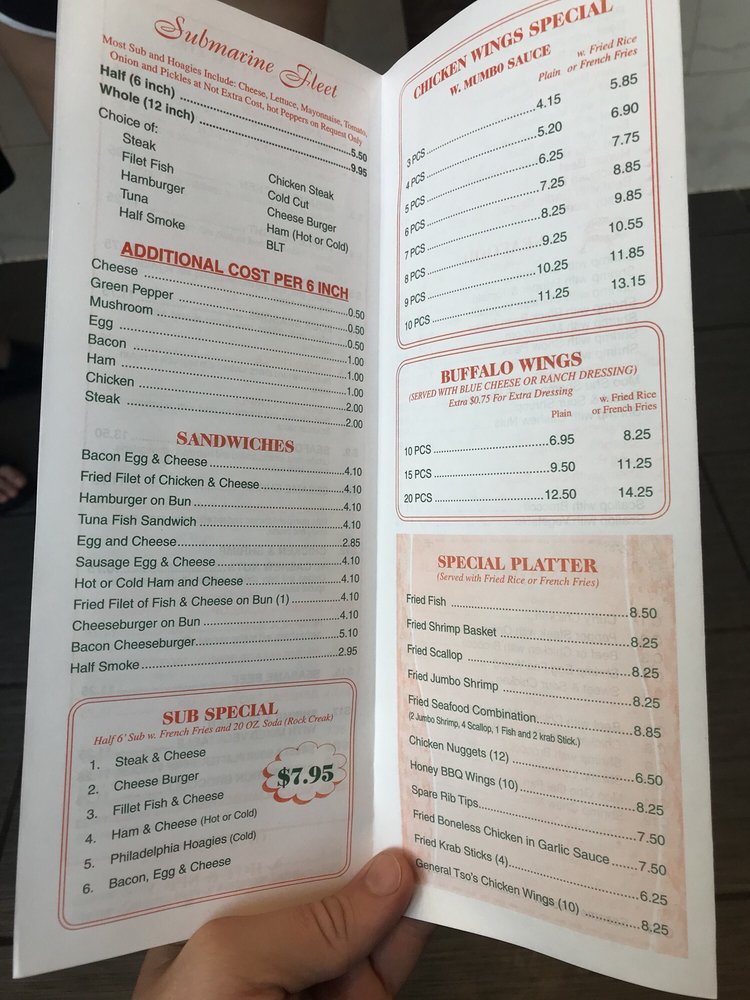 Submarine Fleet
Most Sub and Hoagies Include: Cheese, Lettuce, Mayonnaise, Tomato,
Onion and Pickles at Not Extra Cost, hot Peppers on Request Only
Half (6 inch) 5.50
Whole (12 inch) 9.95
Choice of:
Steak Chicken Steak
Filet Fish Cold Cut
Hamburger Cheese Burger
Tuna Ham (Hot or Cold)
Half Smoke BLT
ADDITIONAL COST PER 6 INCH
Cheese 0.50
Green Pepper 0.50
Mushroom 0.50
Egg 1.00
Bacon 1.00
Ham 1.00
Chicken 2.00
Steak 2.00
SANDWICHES
Bacon Egg & Cheese 4.10
Fried Filet of Chicken & Cheese 4.10
Hamburger on Bun 4.10
Tuna Fish Sandwich 4.10
Egg and Cheese 2.85
Sausage Egg & Cheese 4.10
Hot or Cold Ham and Cheese 4.10
Fried Filet of Fish & Cheese on Bun (1) 4.10
Cheeseburger on Bun 4.10
Bacon Cheeseburger 5.10
Half Smoke 2.95
SUB SPECIAL
Half 6' Sub w. French Fries and 20 OZ. Soda (Rock Creak)
1. Steak & Cheese
2. Cheese Burger
3. Fillet Fish & Cheese
4. Ham & Cheese (Hot or Cold)
5. Philadelphia Hoagies (Cold)
6. Bacon, Egg & Cheese
$7.95
CHICKEN WINGS SPECIAL
W. MUMBO SAUCE
Plain w. Fried Rice or French Fries
3 PCS 4.15 5.85
4 PCS 5.20 6.90
5 PCS 6.25 7.75
6 PCS 7.25 8.85
7 PCS 8.25 9.85
8 PCS 9.25 10.55
9 PCS 10.25 11.85
10 PCS 11.25 13.15
BUFFALO WINGS
(SERVED WITH BLUE CHEESE OR RANCH DRESSING)
Extra $0.75 For Extra Dressing
Plain w. Fried Rice or French Fries
10 PCS 6.95 8.25
15 PCS 9.50 11.25
20 PCS 12.50 14.25
SPECIAL PLATTER
(Served with Fried Rice or French Fries)
Fried Fish 8.50
Fried Shrimp Basket 8.25
Fried Scallop 8.25
Fried Jumbo Shrimp 8.25
Fried Seafood Combination 8.85
(2 Jumbo Shrimp, 4 Scallop, 1 Fish and 2 krab Stick.)
Chicken Nuggets (12) 6.50
Honey BBQ Wings (10) 8.25
Spare Rib Tips 7.50
Fried Boneless Chicken in Garlic Sauce 7.50
Fried Krab Sticks (4) 6.25
General Tso's Chicken Wings (10) 8.25